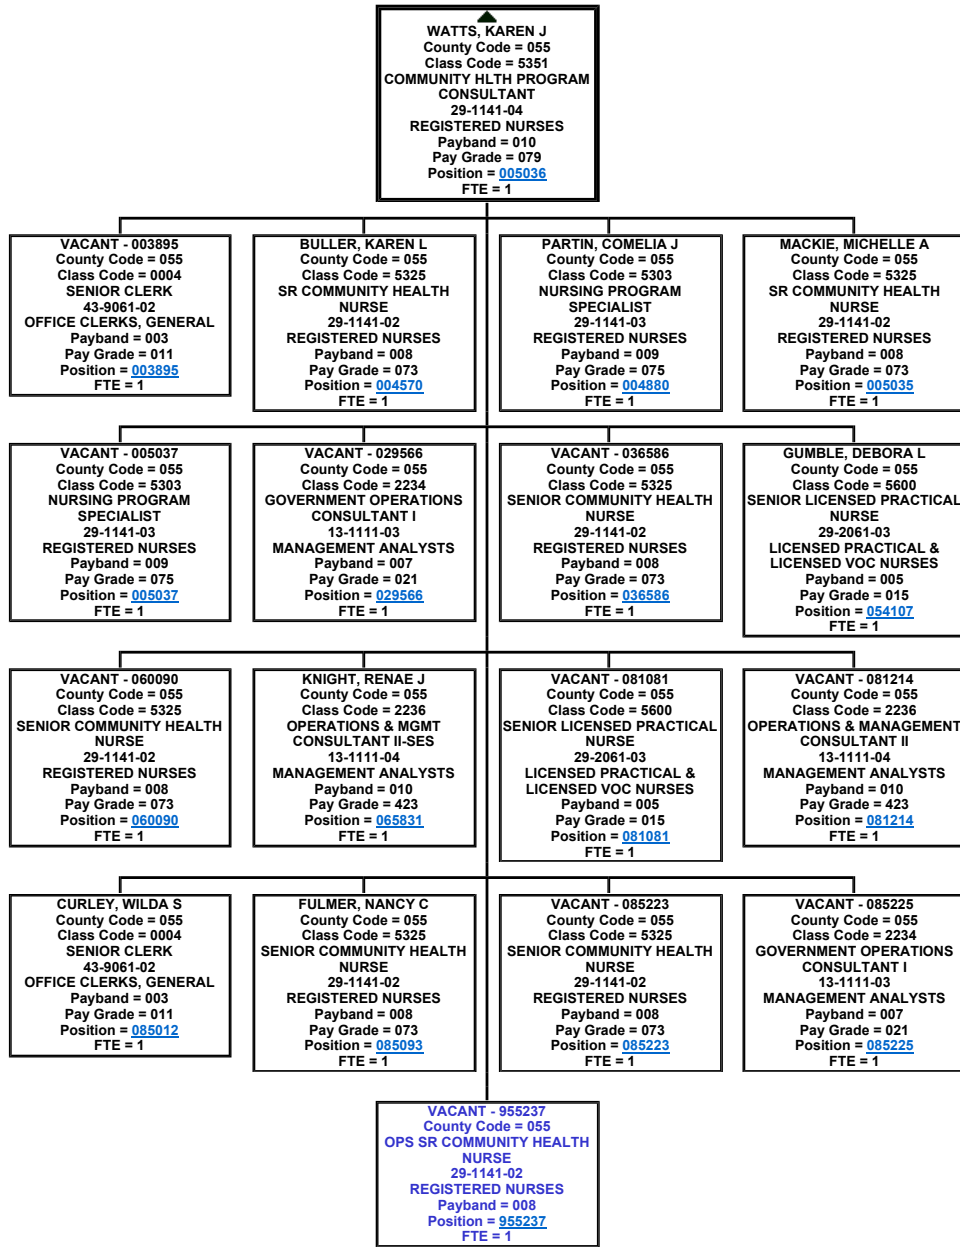 WATTS, KAREN J
County Code = 055
Class Code = 5351
COMMUNITY HLTH PROGRAM
CONSULTANT
29-1141-04
REGISTERED NURSES
Payband = 010
Pay Grade = 079
Position = 005036
FTE = 1
VACANT - 003895
County Code = 055
Class Code = 0004
SENIOR CLERK
43-9061-02
OFFICE CLERKS, GENERAL
Payband = 003
Pay Grade = 011
Position = 003895
FTE = 1
BULLER, KAREN L
County Code = 055
Class Code = 5325
SR COMMUNITY HEALTH
NURSE
29-1141-02
REGISTERED NURSES
Payband = 008
Pay Grade = 073
Position = 004570
FTE = 1
PARTIN, COMELIA J
County Code = 055
Class Code = 5303
NURSING PROGRAM
SPECIALIST
29-1141-03
REGISTERED NURSES
Payband = 009
Pay Grade = 075
Position = 004880
FTE = 1
MACKIE, MICHELLE A
County Code = 055
Class Code = 5325
SR COMMUNITY HEALTH
NURSE
29-1141-02
REGISTERED NURSES
Payband = 008
Pay Grade = 073
Position = 005035
FTE = 1
VACANT - 005037
County Code = 055
Class Code = 5303
NURSING PROGRAM
SPECIALIST
29-1141-03
REGISTERED NURSES
Payband = 009
Pay Grade = 075
Position = 005037
FTE = 1
VACANT - 029566
County Code = 055
Class Code = 2234
GOVERNMENT OPERATIONS
CONSULTANT I
13-1111-03
MANAGEMENT ANALYSTS
Payband = 007
Pay Grade = 021
Position = 029566
FTE = 1
VACANT - 036586
County Code = 055
Class Code = 5325
SENIOR COMMUNITY HEALTH
NURSE
29-1141-02
REGISTERED NURSES
Payband = 008
Pay Grade = 073
Position = 036586
FTE = 1
GUMBLE, DEBORA L
County Code = 055
Class Code = 5600
SENIOR LICENSED PRACTICAL
NURSE
29-2061-03
LICENSED PRACTICAL &
LICENSED VOC NURSES
Payband = 005
Pay Grade = 015
Position = 054107
FTE = 1
VACANT - 060090
County Code = 055
Class Code = 5325
SENIOR COMMUNITY HEALTH
NURSE
29-1141-02
REGISTERED NURSES
Payband = 008
Pay Grade = 073
Position = 060090
FTE = 1
KNIGHT, RENAE J
County Code = 055
Class Code = 2236
OPERATIONS & MGMT
CONSULTANT II-SES
13-1111-04
MANAGEMENT ANALYSTS
Payband = 010
Pay Grade = 423
Position = 065831
FTE = 1
VACANT - 081081
County Code = 055
Class Code = 5600
SENIOR LICENSED PRACTICAL
NURSE
29-2061-03
LICENSED PRACTICAL &
LICENSED VOC NURSES
Payband = 005
Pay Grade = 015
Position = 081081
FTE = 1
VACANT - 081214
County Code = 055
Class Code = 2236
OPERATIONS & MANAGEMENT
CONSULTANT II
13-1111-04
MANAGEMENT ANALYSTS
Payband = 010
Pay Grade = 423
Position = 081214
FTE = 1
CURLEY, WILDA S
County Code = 055
Class Code = 0004
SENIOR CLERK
43-9061-02
OFFICE CLERKS, GENERAL
Payband = 003
Pay Grade = 011
Position = 085012
FTE = 1
FULMER, NANCY C
County Code = 055
Class Code = 5325
SENIOR COMMUNITY HEALTH
NURSE
29-1141-02
REGISTERED NURSES
Payband = 008
Pay Grade = 073
Position = 085093
FTE = 1
VACANT - 085223
County Code = 055
Class Code = 5325
SENIOR COMMUNITY HEALTH
NURSE
29-1141-02
REGISTERED NURSES
Payband = 008
Pay Grade = 073
Position = 085223
FTE = 1
VACANT - 085225
County Code = 055
Class Code = 2234
GOVERNMENT OPERATIONS
CONSULTANT I
13-1111-03
MANAGEMENT ANALYSTS
Payband = 007
Pay Grade = 021
Position = 085225
FTE = 1
VACANT - 955237
County Code = 055
OPS SR COMMUNITY HEALTH
NURSE
29-1141-02
REGISTERED NURSES
Payband = 008
Position = 955237
FTE = 1